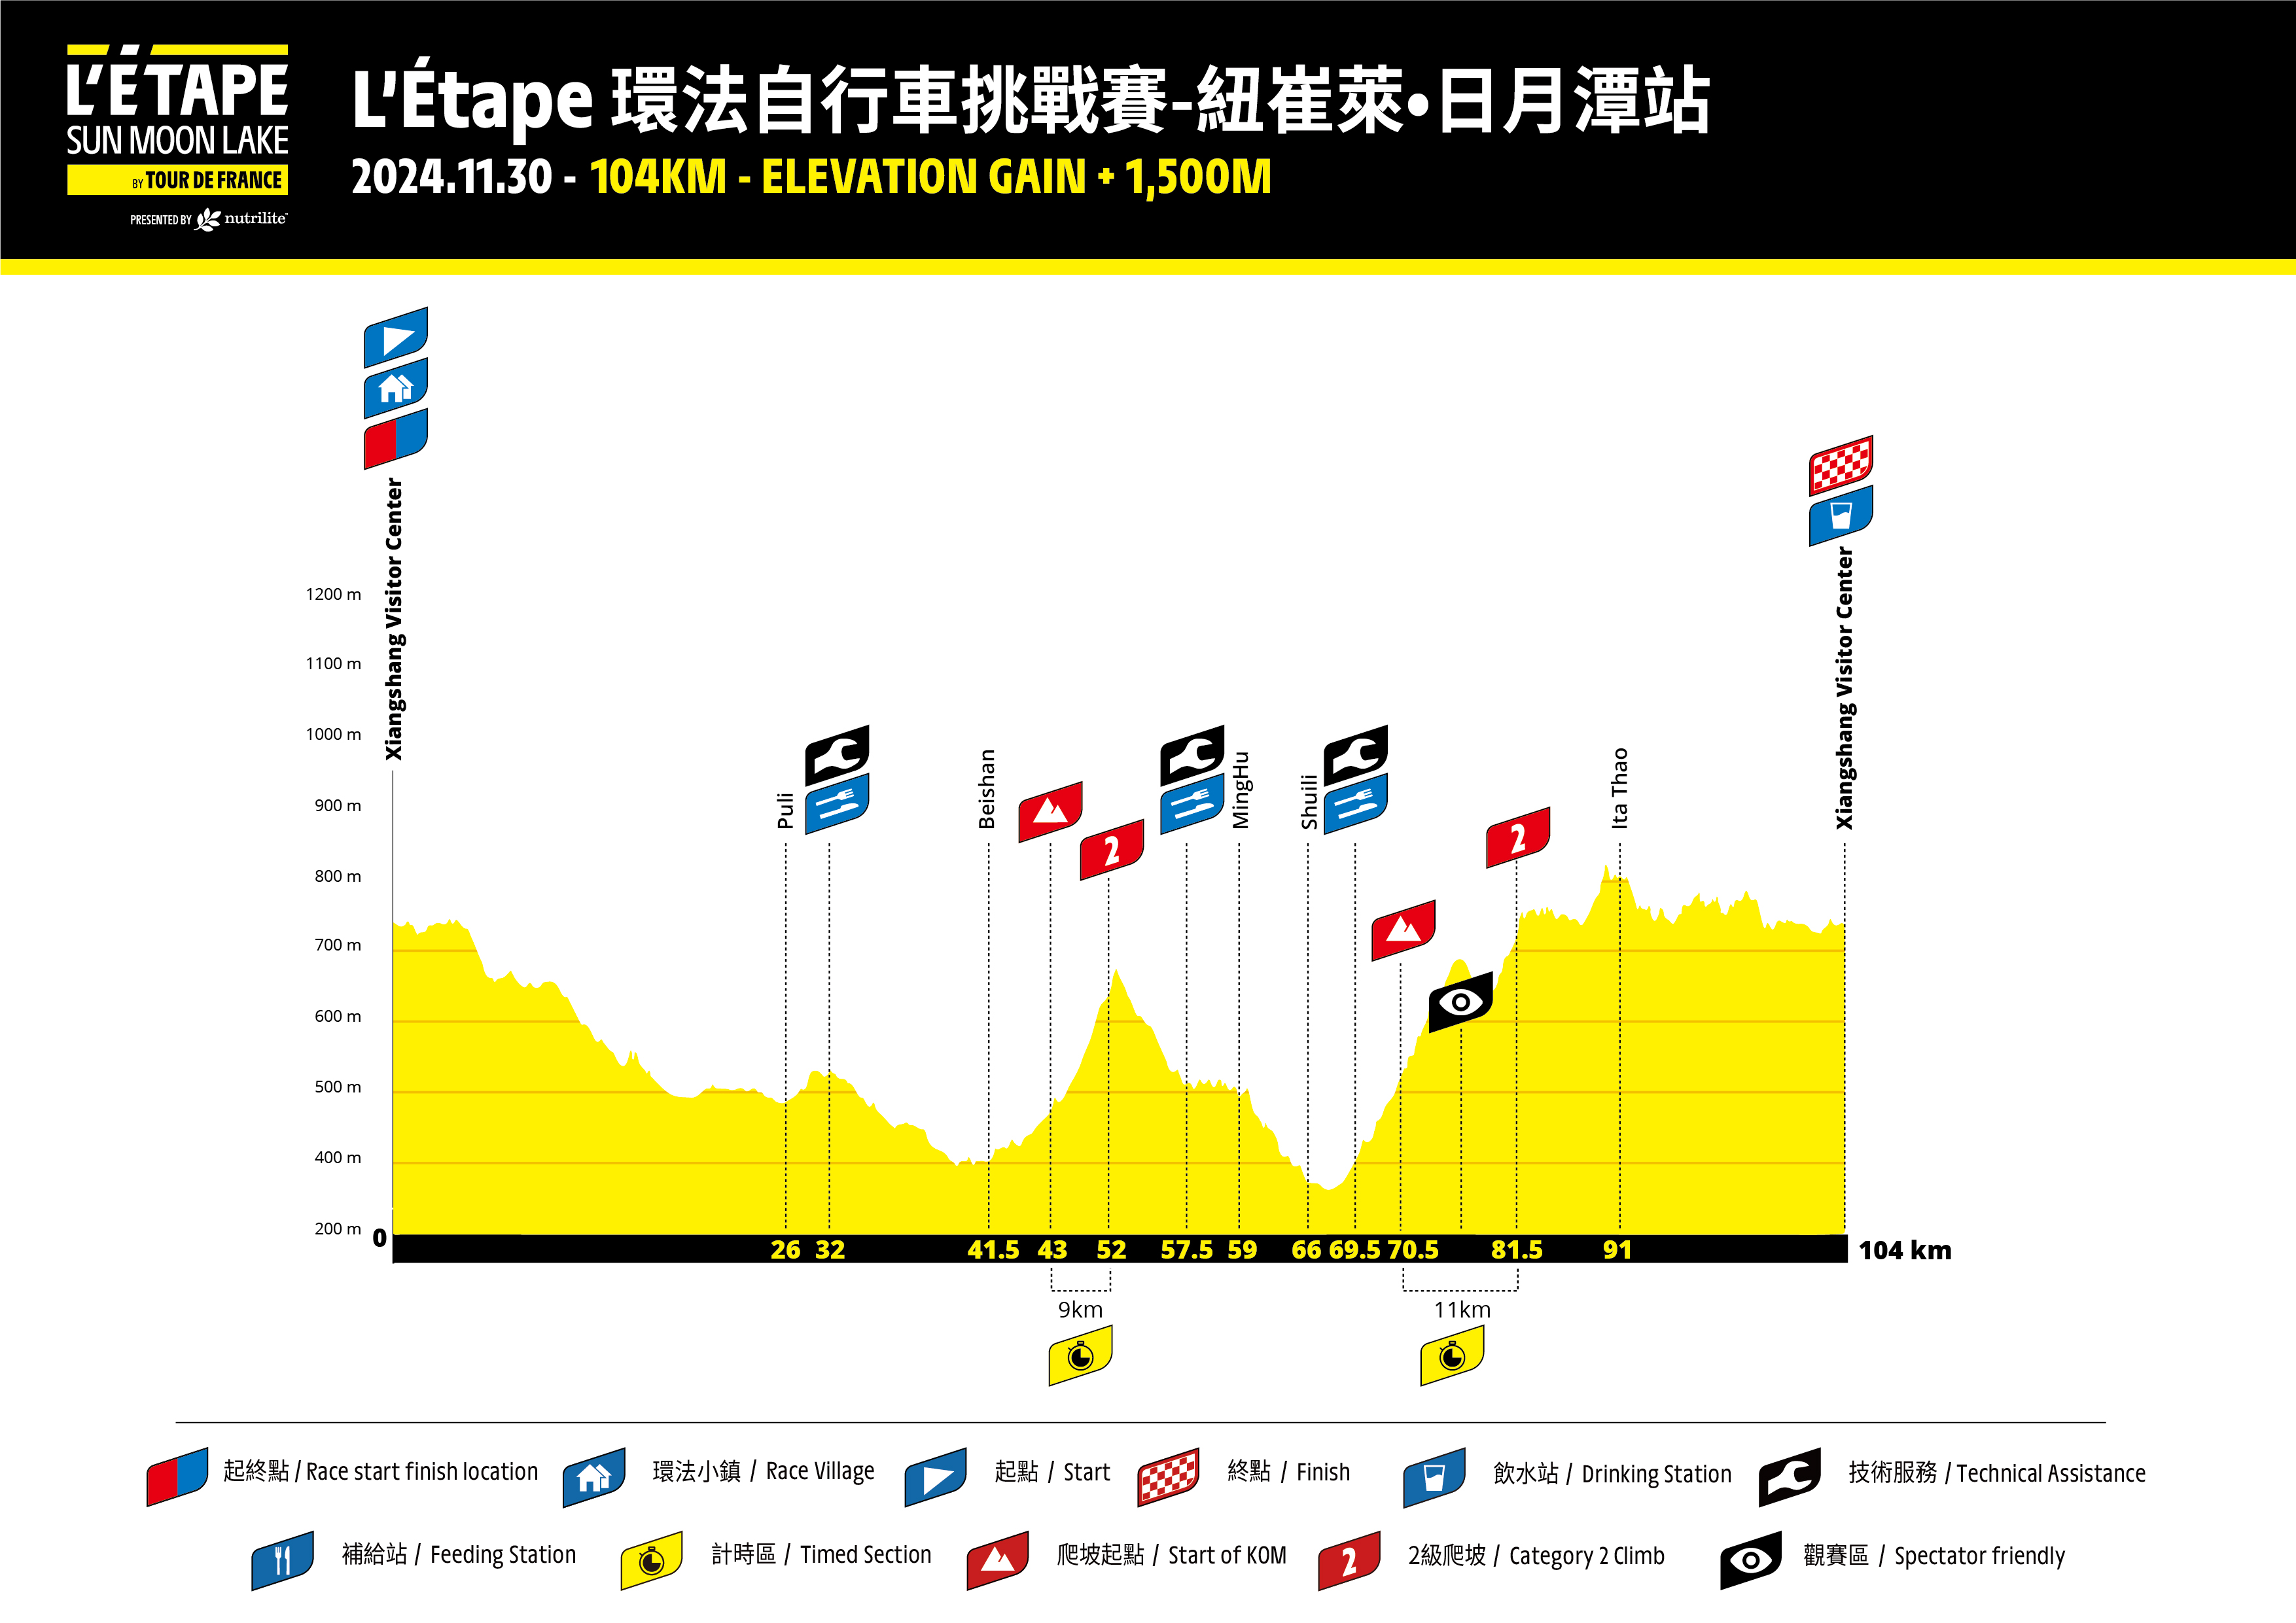 L'ÉTAPE
SUN MOON LAKE
BY TOUR DE FRANCE
PRESENTED BY nutrilite
L'Étape 環法自行車挑戰賽-紐崔萊•日月潭站
2024.11.30 - 104KM - ELEVATION GAIN + 1,500M
Xiangshang Visitor Center
Xiangshang Visitor Center
1200 m
1100 m
1000 m
900 m
800 m
700 m
600 m
500 m
400 m
200 m
Puli
Beishan
MingHu
Shuili
Ita Thao
2
2
0
26 32 41.5 43 52 57.5 59 66 69.5 70.5 81.5 91
104 km
9km
11km
起終點 / Race start finish location
環法小鎮 / Race Village
起點 / Start
終點 / Finish
飲水站 / Drinking Station
技術服務 / Technical Assistance
補給站 / Feeding Station
計時區 / Timed Section
爬坡起點 / Start of KOM
2
2級爬坡 / Category 2 Climb
觀賽區 / Spectator friendly